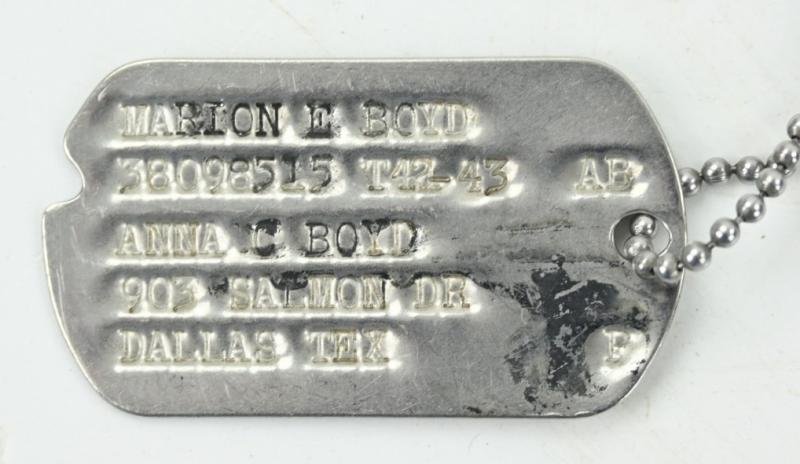 MARION E BOYD
38098515 T42-43 AB
ANNA C BOYD
903 SALMON DR
DALLAS TEX P